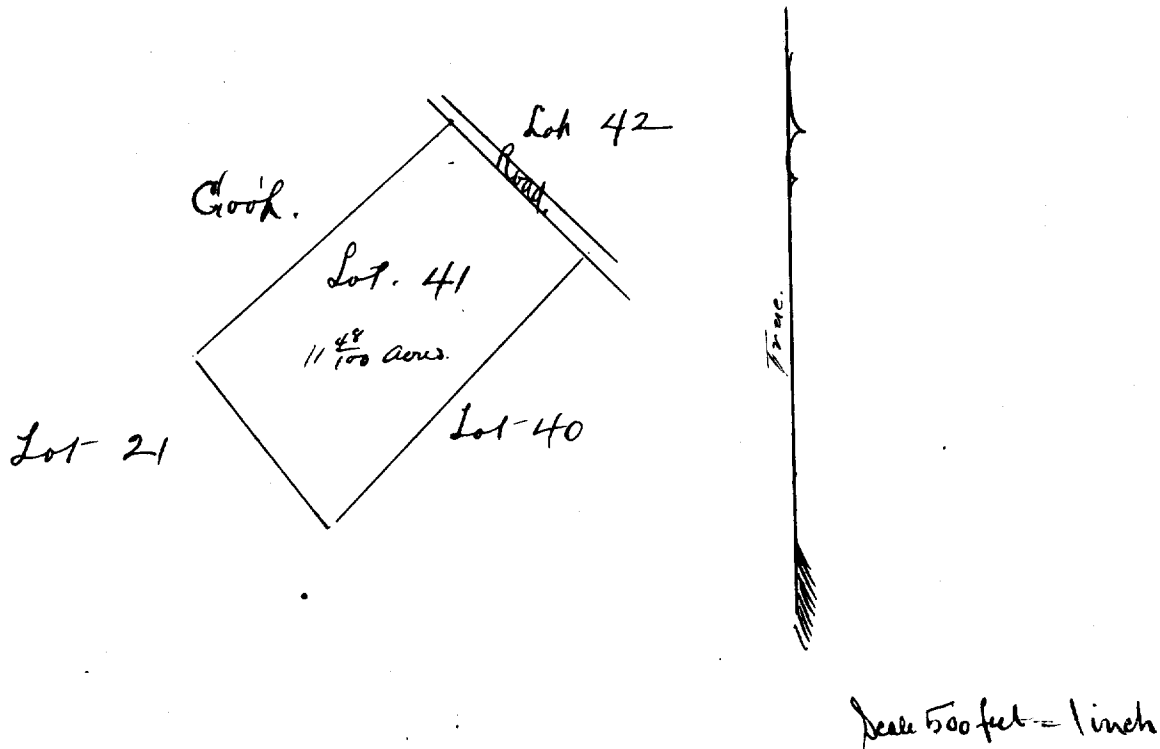 Lot 42
Road.
Lot. 41
11 48/100 acres.
Lot 40
Lot 21
True.
Scale 500 feet = 1 inch